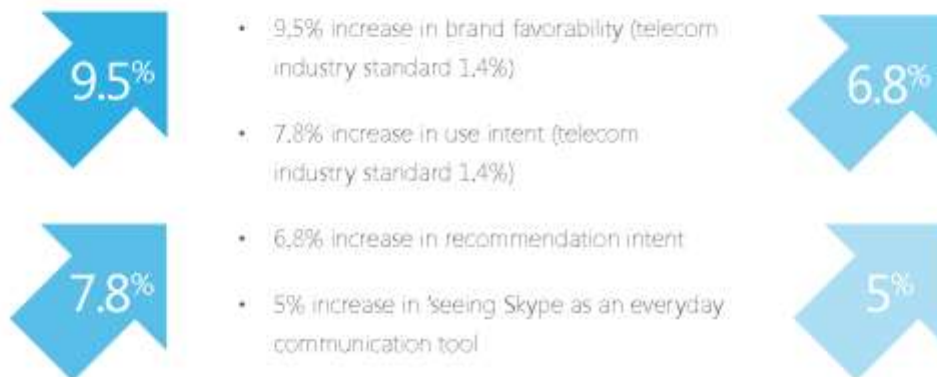 9.5%
• 9.5% increase in brand favorability (telecom
industry standard 1.4%)
6.8%
• 7.8% increase in use intent (telecom
industry standard 1.4%)
7.8%
• 6.8% increase in recommendation intent
5%
• 5% increase in 'seeing Skype as an everyday
communication tool